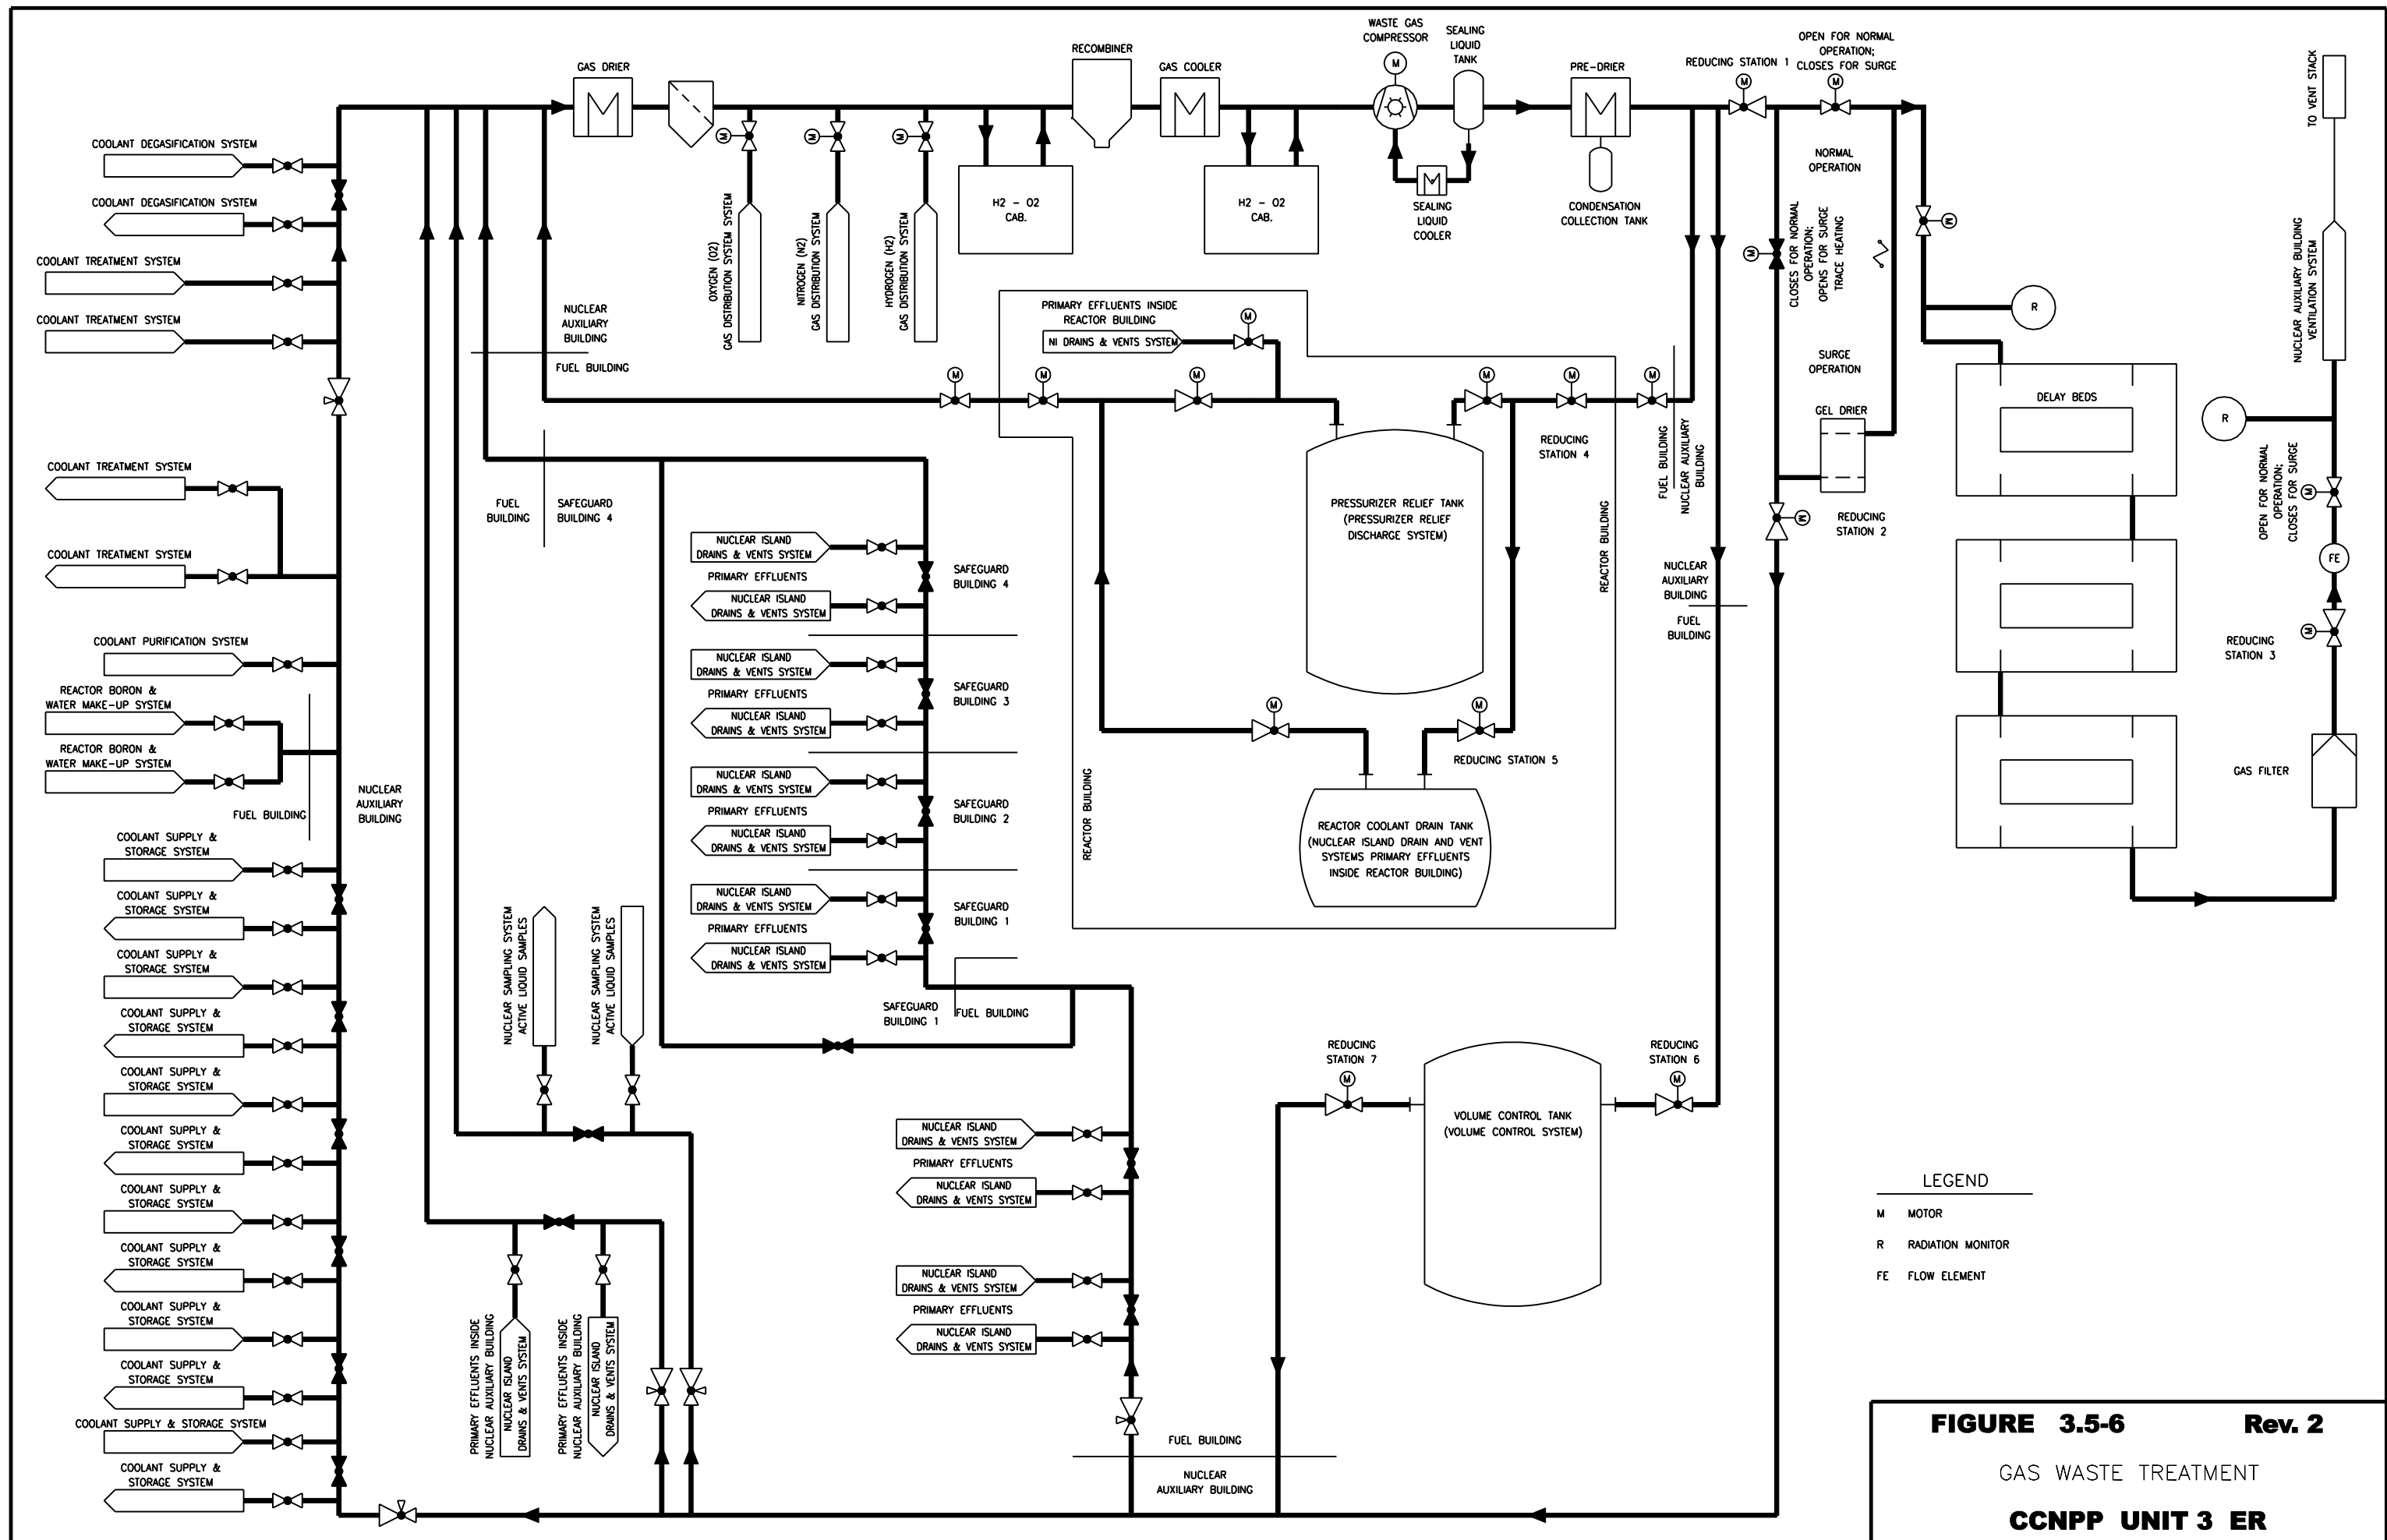 WASTE GAS
COMPRESSOR
SEALING
LIQUID
TANK
OPEN FOR NORMAL
OPERATION;
CLOSES FOR SURGE
RECOMBINER
GAS DRIER
GAS COOLER
PRE-DRIER
REDUCING STATION 1
M
M
M
TO VENT STACK
COOLANT DEGASIFICATION SYSTEM
COOLANT DEGASIFICATION SYSTEM
COOLANT TREATMENT SYSTEM
COOLANT TREATMENT SYSTEM
M
M
M
OXYGEN (O2)
GAS DISTRIBUTION SYSTEM SYSTEM
NITROGEN (N2)
GAS DISTRIBUTION SYSTEM
HYDROGEN (H2)
GAS DISTRIBUTION SYSTEM
H2 - O2
CAB.
H2 - O2
CAB.
SEALING
LIQUID
COOLER
CONDENSATION
COLLECTION TANK
NORMAL
OPERATION
M
M
CLOSES FOR NORMAL
OPERATION;
OPENS FOR SURGE
TRACE HEATING
R
NUCLEAR AUXILIARY BUILDING
VENTILATION SYSTEM
NUCLEAR
AUXILIARY
BUILDING
FUEL BUILDING
PRIMARY EFFLUENTS INSIDE
REACTOR BUILDING
NI DRAINS & VENTS SYSTEM
M
M
M
M
M
M
M
SURGE
OPERATION
GEL DRIER
DELAY BEDS
R
REDUCING
STATION 4
FUEL BUILDING
NUCLEAR AUXILIARY
BUILDING
REACTOR BUILDING
COOLANT TREATMENT SYSTEM
FUEL
BUILDING
SAFEGUARD
BUILDING 4
PRESSURIZER RELIEF TANK
(PRESSURIZER RELIEF
DISCHARGE SYSTEM)
M
REDUCING
STATION 2
OPEN FOR NORMAL
OPERATION;
CLOSES FOR SURGE
M
FE
M
REDUCING
STATION 3
GAS FILTER
COOLANT TREATMENT SYSTEM
NUCLEAR ISLAND
DRAINS & VENTS SYSTEM
PRIMARY EFFLUENTS
NUCLEAR ISLAND
DRAINS & VENTS SYSTEM
SAFEGUARD
BUILDING 4
NUCLEAR
AUXILIARY
BUILDING
FUEL
BUILDING
COOLANT PURIFICATION SYSTEM
NUCLEAR ISLAND
DRAINS & VENTS SYSTEM
PRIMARY EFFLUENTS
NUCLEAR ISLAND
DRAINS & VENTS SYSTEM
SAFEGUARD
BUILDING 3
REACTOR BORON &
WATER MAKE-UP SYSTEM
REACTOR BORON &
WATER MAKE-UP SYSTEM
FUEL BUILDING
NUCLEAR
AUXILIARY
BUILDING
M
M
REDUCING STATION 5
NUCLEAR ISLAND
DRAINS & VENTS SYSTEM
PRIMARY EFFLUENTS
NUCLEAR ISLAND
DRAINS & VENTS SYSTEM
SAFEGUARD
BUILDING 2
REACTOR BUILDING
REACTOR COOLANT DRAIN TANK
(NUCLEAR ISLAND DRAIN AND VENT
SYSTEMS PRIMARY EFFLUENTS
INSIDE REACTOR BUILDING)
NUCLEAR ISLAND
DRAINS & VENTS SYSTEM
PRIMARY EFFLUENTS
NUCLEAR ISLAND
DRAINS & VENTS SYSTEM
SAFEGUARD
BUILDING 1
SAFEGUARD
BUILDING 1
FUEL BUILDING
COOLANT SUPPLY &
STORAGE SYSTEM
COOLANT SUPPLY &
STORAGE SYSTEM
COOLANT SUPPLY &
STORAGE SYSTEM
COOLANT SUPPLY &
STORAGE SYSTEM
COOLANT SUPPLY &
STORAGE SYSTEM
COOLANT SUPPLY &
STORAGE SYSTEM
COOLANT SUPPLY &
STORAGE SYSTEM
COOLANT SUPPLY &
STORAGE SYSTEM
COOLANT SUPPLY &
STORAGE SYSTEM
COOLANT SUPPLY &
STORAGE SYSTEM
COOLANT SUPPLY & STORAGE SYSTEM
COOLANT SUPPLY &
STORAGE SYSTEM
NUCLEAR SAMPLING SYSTEM
ACTIVE LIQUID SAMPLES
NUCLEAR SAMPLING SYSTEM
ACTIVE LIQUID SAMPLES
REDUCING
STATION 7
M
REDUCING
STATION 6
M
VOLUME CONTROL TANK
(VOLUME CONTROL SYSTEM)
NUCLEAR ISLAND
DRAINS & VENTS SYSTEM
PRIMARY EFFLUENTS
NUCLEAR ISLAND
DRAINS & VENTS SYSTEM
NUCLEAR ISLAND
DRAINS & VENTS SYSTEM
PRIMARY EFFLUENTS
NUCLEAR ISLAND
DRAINS & VENTS SYSTEM
PRIMARY EFFLUENTS INSIDE
NUCLEAR AUXILIARY BUILDING
NUCLEAR ISLAND
DRAINS & VENTS SYSTEM
PRIMARY EFFLUENTS INSIDE
NUCLEAR AUXILIARY BUILDING
NUCLEAR ISLAND
DRAINS & VENTS SYSTEM
FUEL BUILDING
NUCLEAR
AUXILIARY BUILDING
LEGEND
M MOTOR
R RADIATION MONITOR
FE FLOW ELEMENT
FIGURE 3.5-6 Rev. 2
GAS WASTE TREATMENT
CCNPP UNIT 3 ER